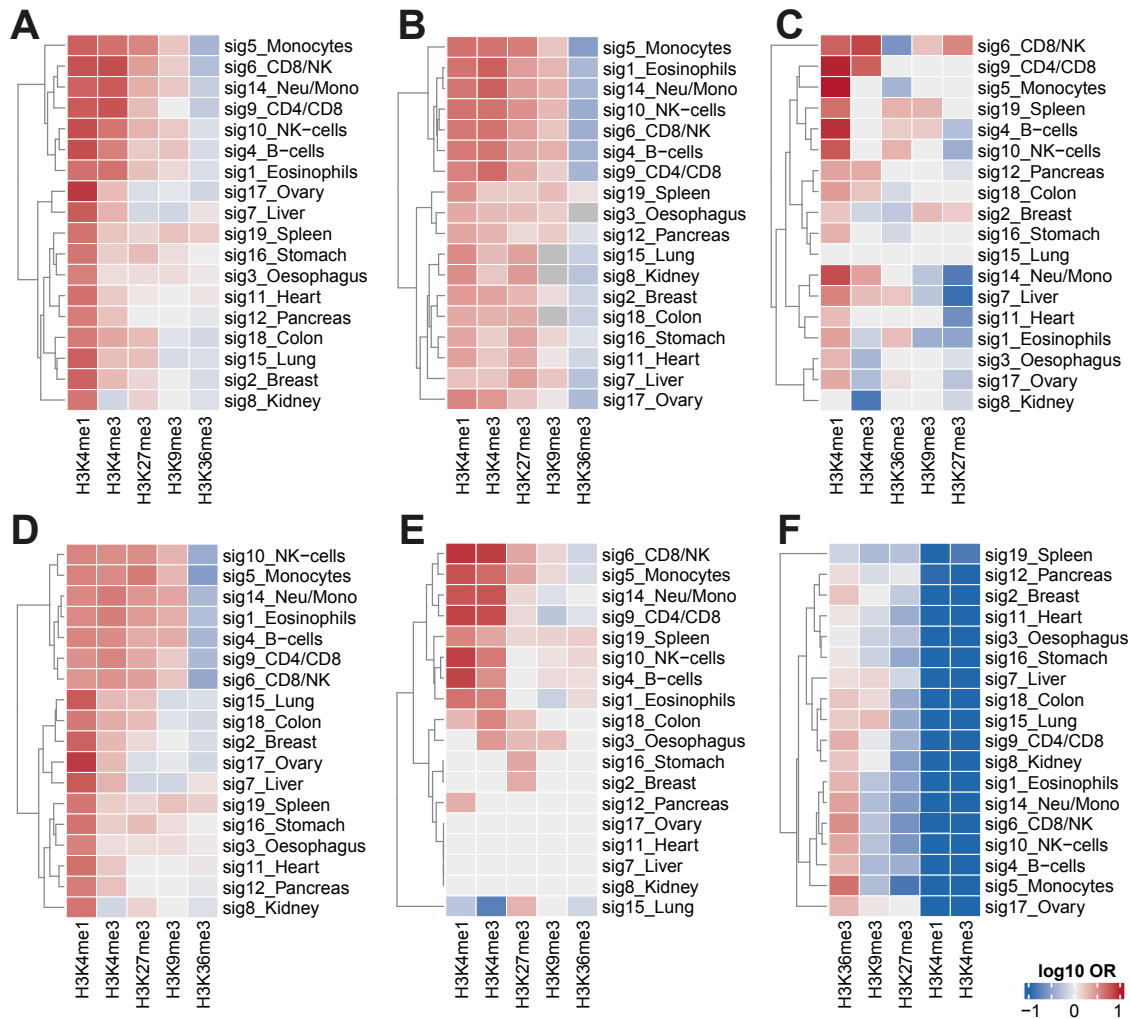 A
sig5_Monocytes
sig6_CD8/NK
sig14_Neu/Mono
sig9_CD4/CD8
sig10_NK−cells
sig4_B−cells
sig1_Eosinophils
sig17_Ovary
sig7_Liver
sig19_Spleen
sig16_Stomach
sig3_Oesophagus
sig11_Heart
sig12_Pancreas
sig18_Colon
sig15_Lung
sig2_Breast
sig8_Kidney
H3K4me1
H3K4me3
H3K27me3
H3K9me3
H3K36me3
B
sig5_Monocytes
sig1_Eosinophils
sig14_Neu/Mono
sig10_NK−cells
sig6_CD8/NK
sig4_B−cells
sig9_CD4/CD8
sig19_Spleen
sig3_Oesophagus
sig12_Pancreas
sig15_Lung
sig8_Kidney
sig2_Breast
sig18_Colon
sig16_Stomach
sig11_Heart
sig7_Liver
sig17_Ovary
H3K4me1
H3K4me3
H3K27me3
H3K9me3
H3K36me3
C
sig6_CD8/NK
sig9_CD4/CD8
sig5_Monocytes
sig19_Spleen
sig4_B−cells
sig10_NK−cells
sig12_Pancreas
sig18_Colon
sig2_Breast
sig16_Stomach
sig15_Lung
sig14_Neu/Mono
sig7_Liver
sig11_Heart
sig1_Eosinophils
sig3_Oesophagus
sig17_Ovary
sig8_Kidney
H3K4me1
H3K4me3
H3K36me3
H3K9me3
H3K27me3
D
sig10_NK−cells
sig5_Monocytes
sig14_Neu/Mono
sig1_Eosinophils
sig4_B−cells
sig9_CD4/CD8
sig6_CD8/NK
sig15_Lung
sig18_Colon
sig2_Breast
sig17_Ovary
sig7_Liver
sig19_Spleen
sig16_Stomach
sig3_Oesophagus
sig11_Heart
sig12_Pancreas
sig8_Kidney
H3K4me1
H3K4me3
H3K27me3
H3K9me3
H3K36me3
E
sig6_CD8/NK
sig5_Monocytes
sig14_Neu/Mono
sig9_CD4/CD8
sig19_Spleen
sig10_NK−cells
sig4_B−cells
sig1_Eosinophils
sig18_Colon
sig3_Oesophagus
sig16_Stomach
sig2_Breast
sig12_Pancreas
sig17_Ovary
sig11_Heart
sig7_Liver
sig8_Kidney
sig15_Lung
H3K4me1
H3K4me3
H3K27me3
H3K9me3
H3K36me3
F
sig19_Spleen
sig12_Pancreas
sig2_Breast
sig11_Heart
sig3_Oesophagus
sig16_Stomach
sig7_Liver
sig18_Colon
sig15_Lung
sig9_CD4/CD8
sig8_Kidney
sig1_Eosinophils
sig14_Neu/Mono
sig6_CD8/NK
sig10_NK−cells
sig4_B−cells
sig5_Monocytes
sig17_Ovary
H3K36me3
H3K9me3
H3K27me3
H3K4me1
H3K4me3
log10 OR
−1 0 1